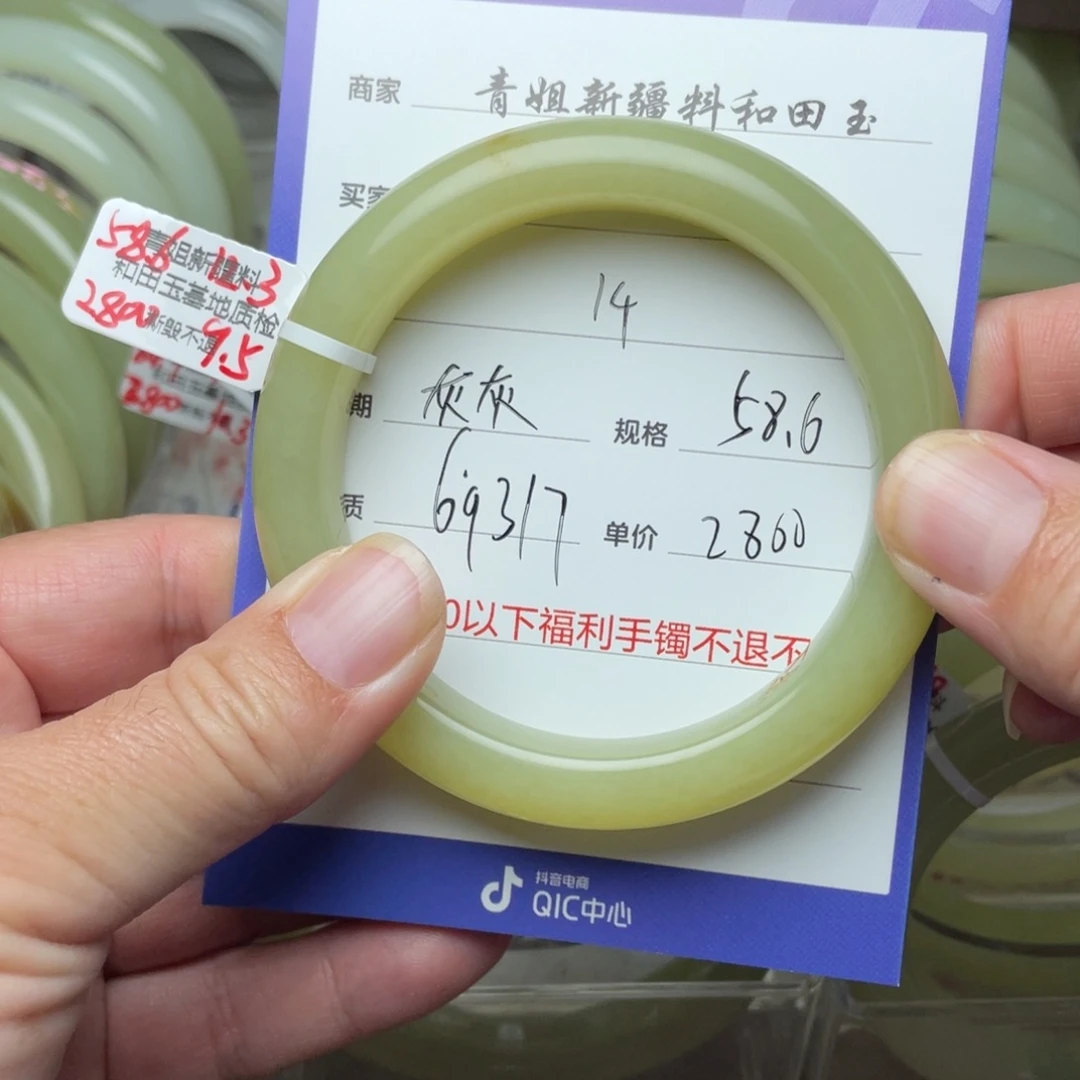 商家 青姐新疆料和田玉
买家
14
期 灰灰 规格 58.6
质 69317 单价 2800
0以下福利手镯不退不
抖音电商
QIC中心
58.6 12.3
青姐新疆料
和田玉基地质检
2800 9.5
断毁不退
2800